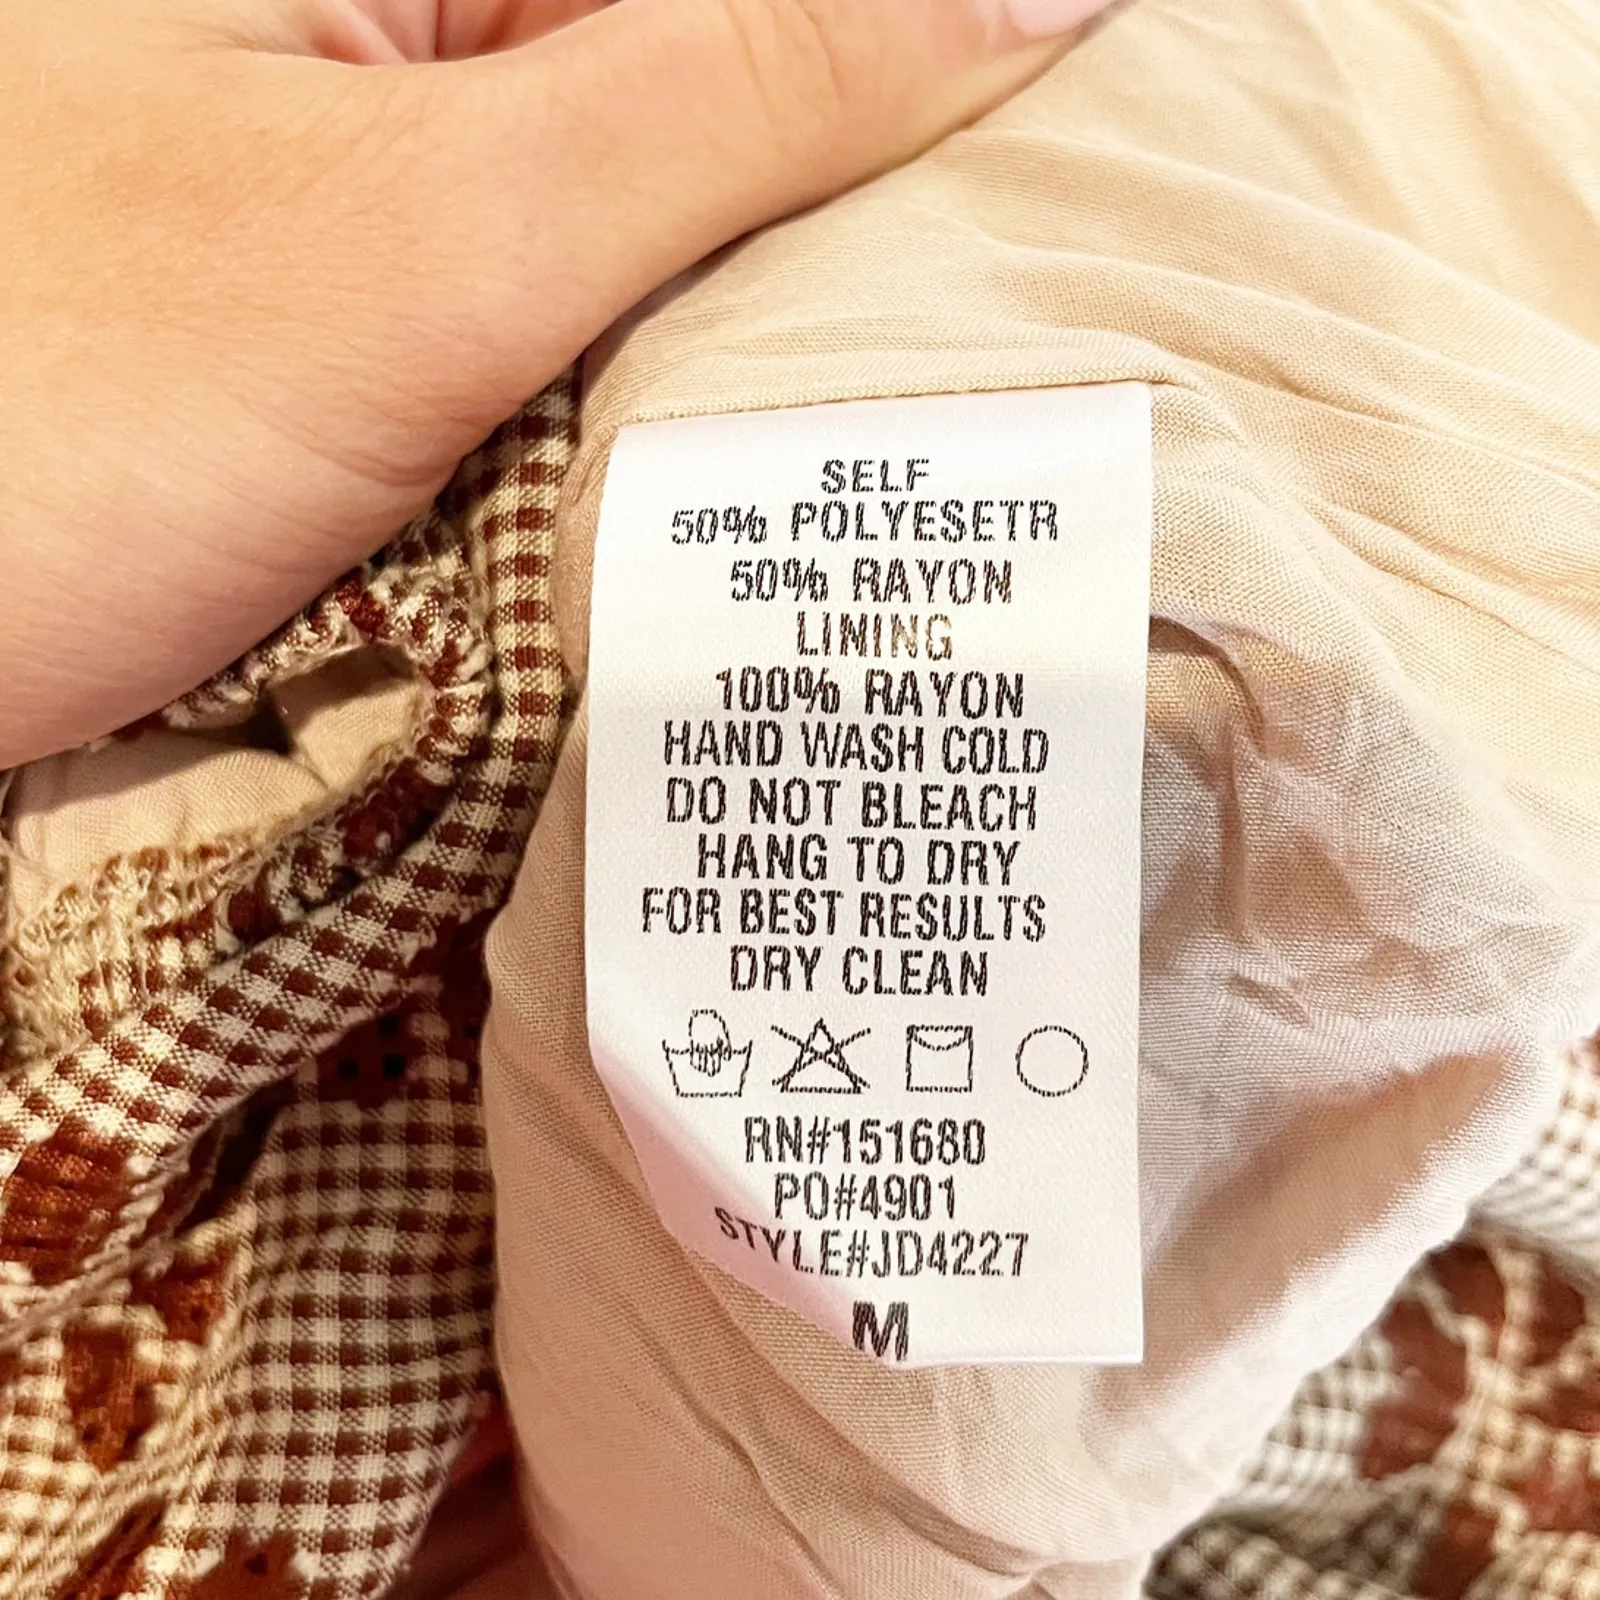 SELF
50% POLYESETR
50% RAYON
LINING
100% RAYON
HAND WASH COLD
DO NOT BLEACH
HANG TO DRY
FOR BEST RESULTS
DRY CLEAN
RN#151680
PO#4901
STYLE#JD4227
M